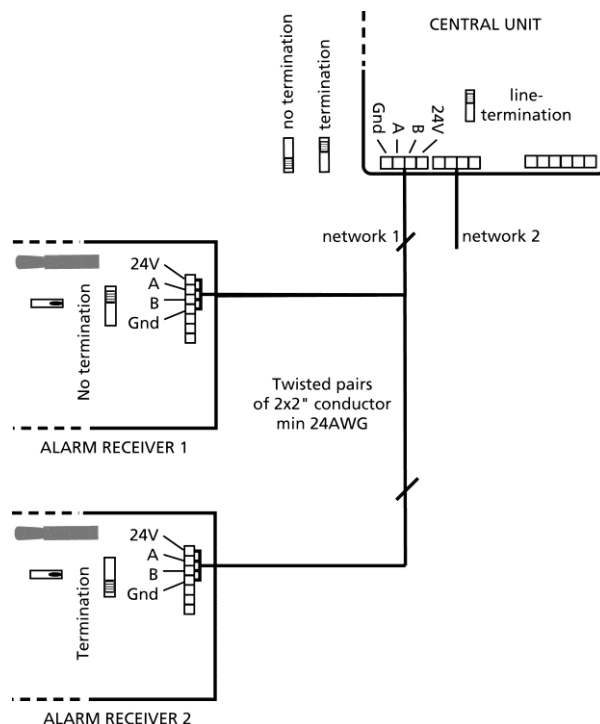 CENTRAL UNIT
no termination
termination
Gnd
A
B
24V
line-
termination
network 1
network 2
24V
A
B
Gnd
No termination
ALARM RECEIVER 1
Twisted pairs
of 2x2" conductor
min 24AWG
24V
A
B
Gnd
Termination
ALARM RECEIVER 2